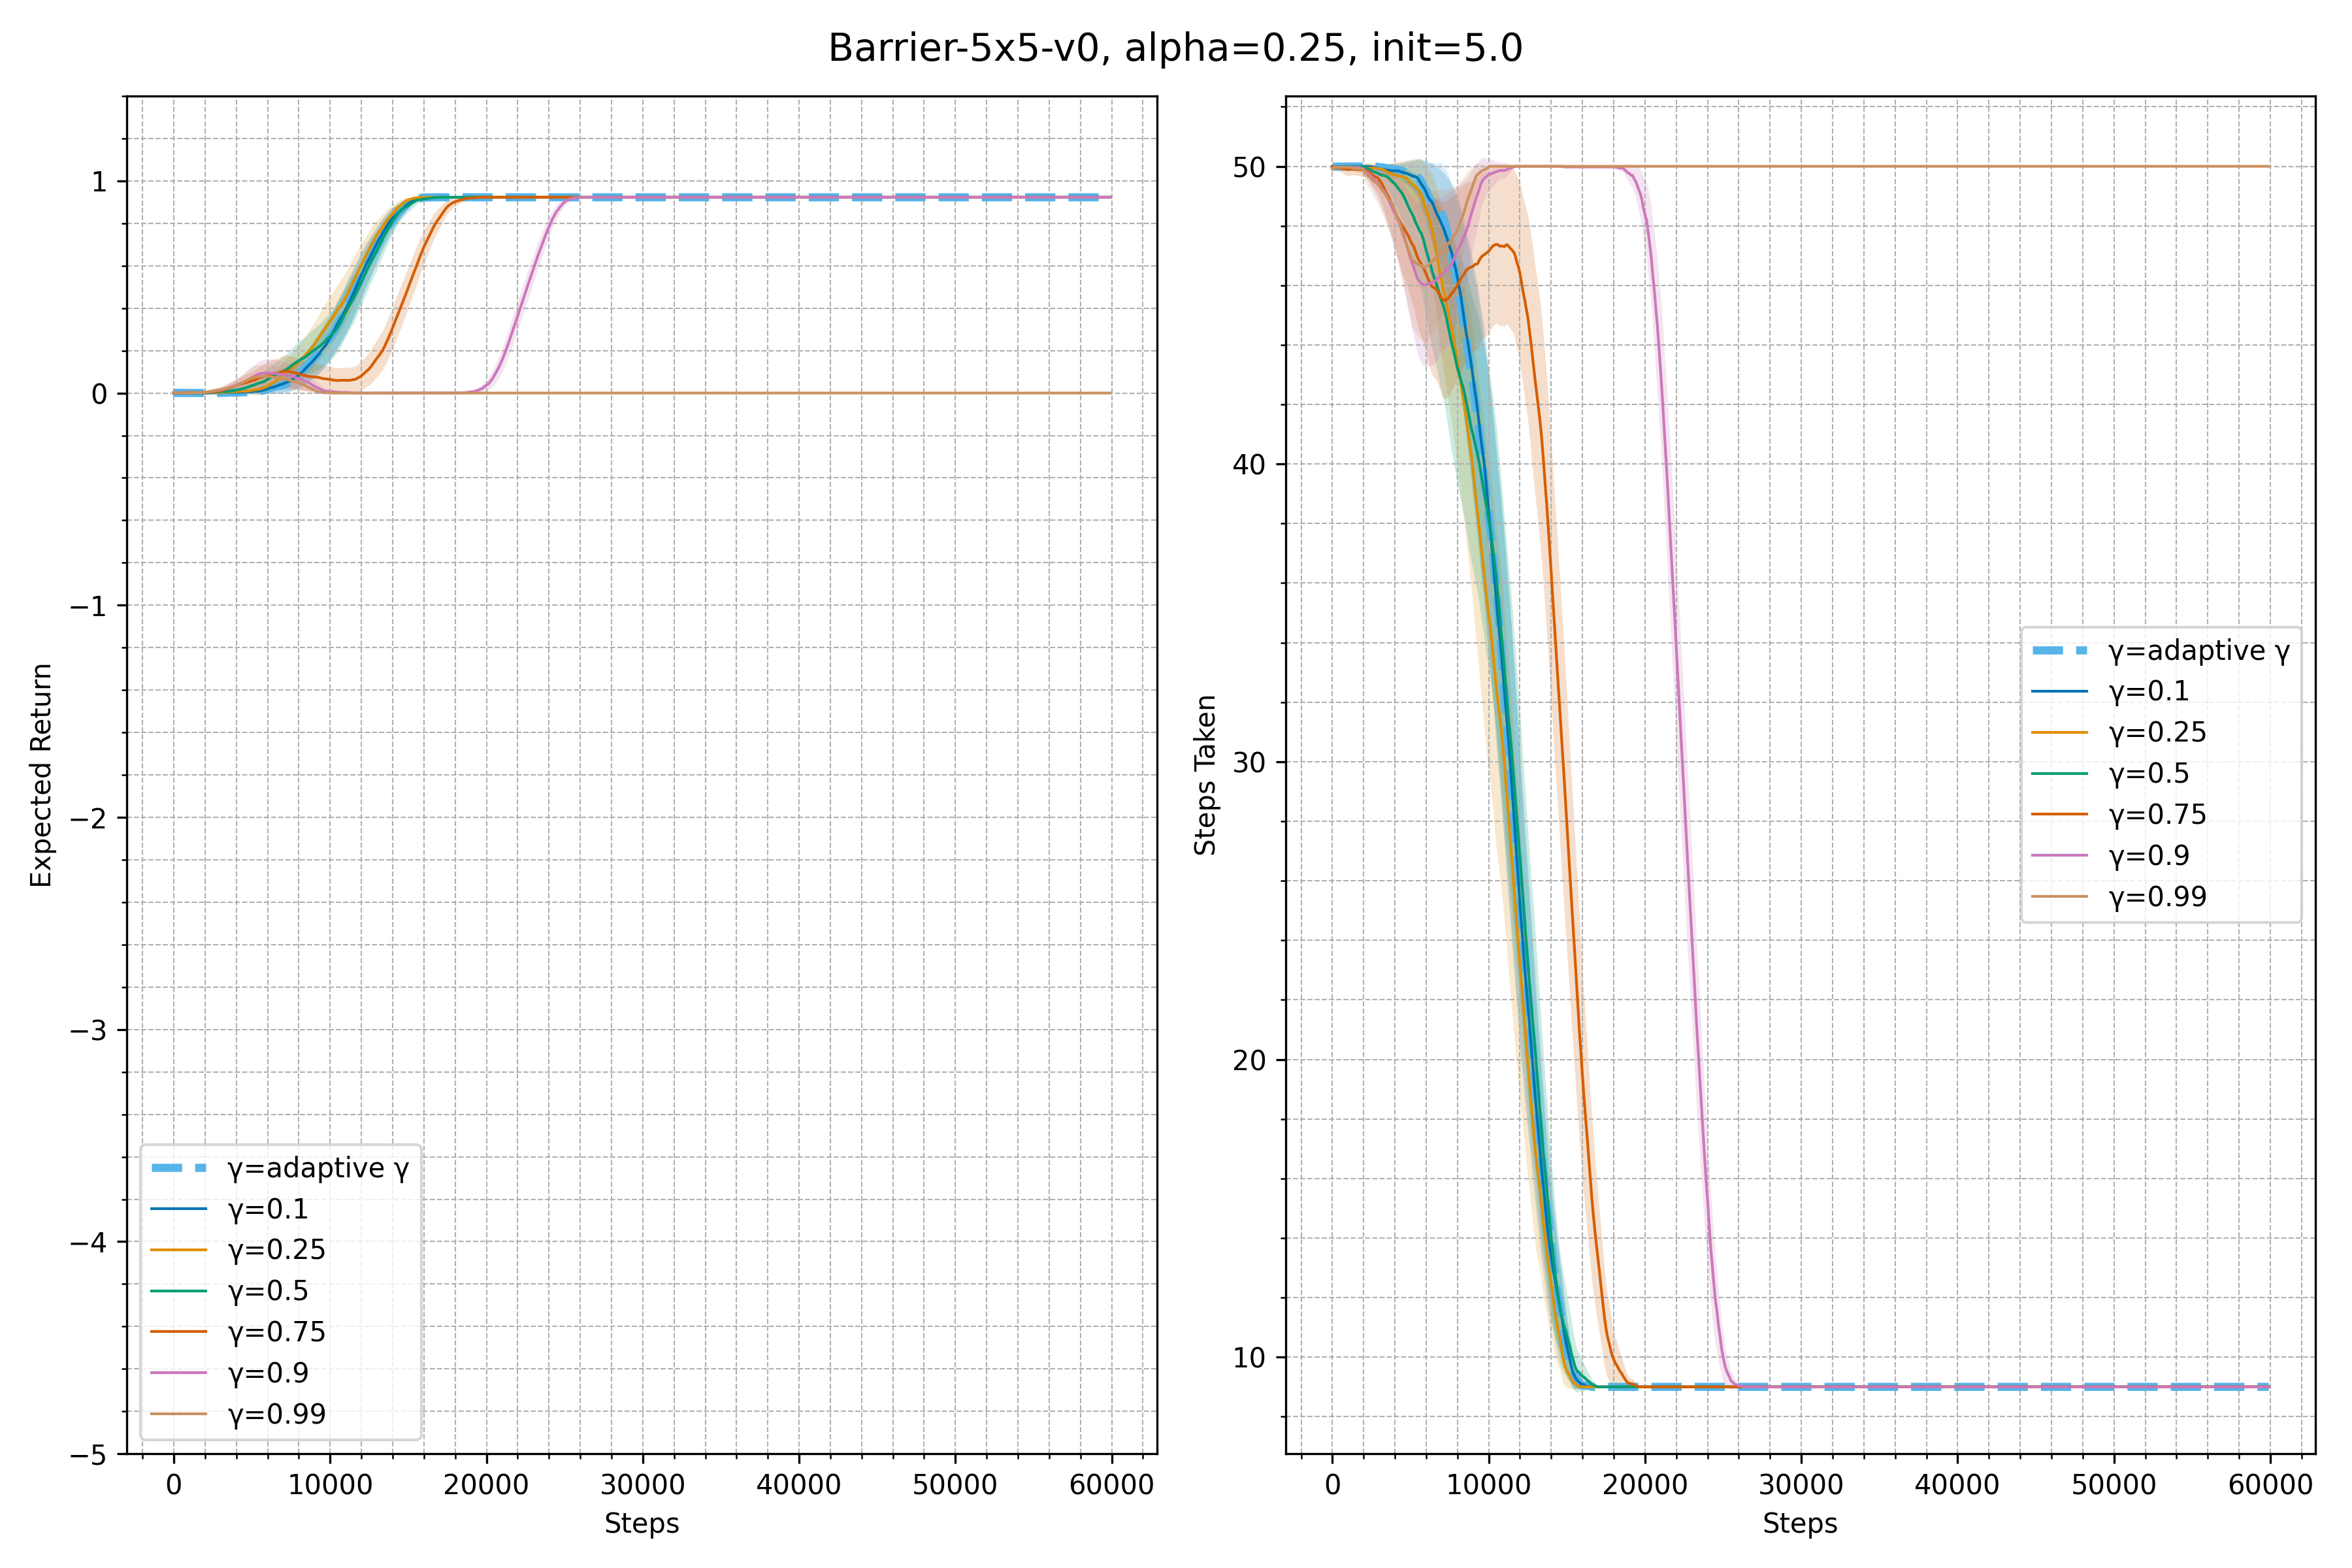 Barrier-5x5-v0, alpha=0.25, init=5.0
Expected Return
1
0
−1
−2
−3
−4
−5
γ=adaptive γ
γ=0.1
γ=0.25
γ=0.5
γ=0.75
γ=0.9
γ=0.99
0 10000 20000 30000 40000 50000 60000
Steps
Steps Taken
50
40
30
20
10
γ=adaptive γ
γ=0.1
γ=0.25
γ=0.5
γ=0.75
γ=0.9
γ=0.99
0 10000 20000 30000 40000 50000 60000
Steps